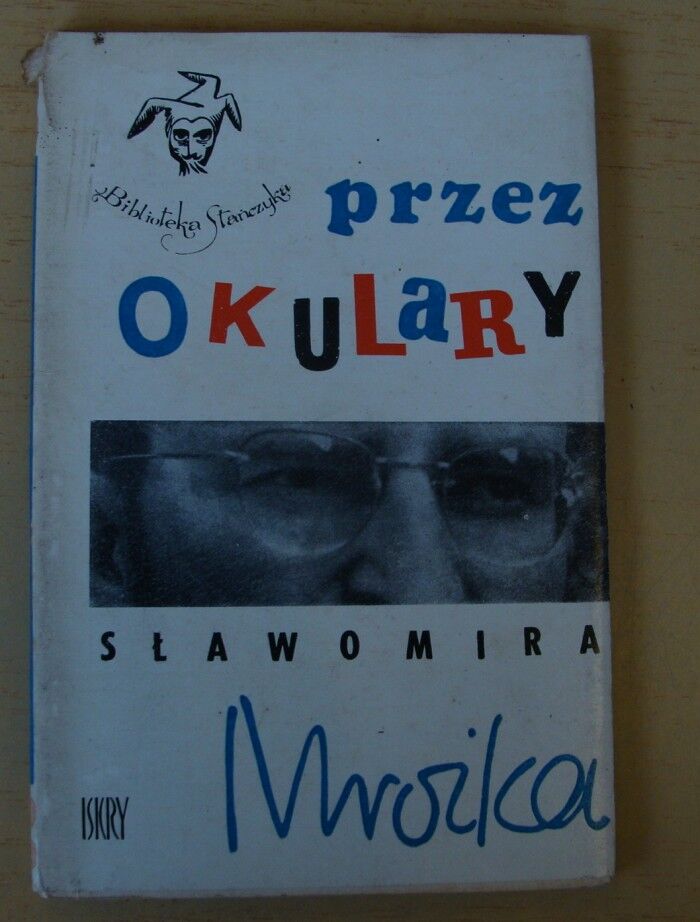 Biblioteka Stańczyka
przez
OKULaRY
SŁAWOMIRA
Mrożka
ISKRY